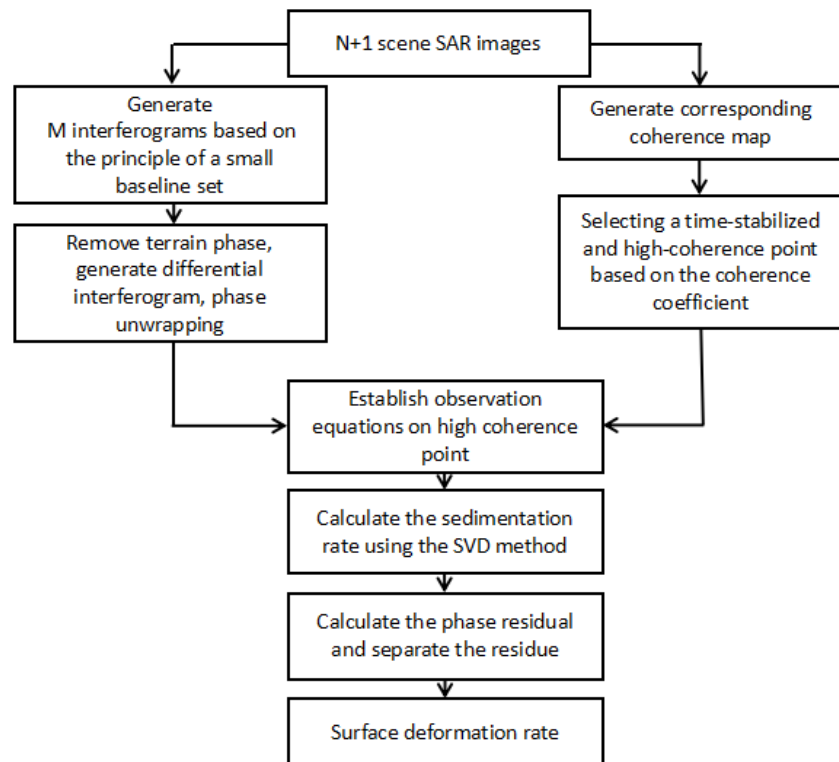 N+1 scene SAR images
Generate
M interferograms based on
the principle of a small
baseline set
Generate corresponding
coherence map
Remove terrain phase,
generate differential
interferogram, phase
unwrapping
Selecting a time-stabilized
and high-coherence point
based on the coherence
coefficient
Establish observation
equations on high coherence
point
Calculate the sedimentation
rate using the SVD method
Calculate the phase residual
and separate the residue
Surface deformation rate